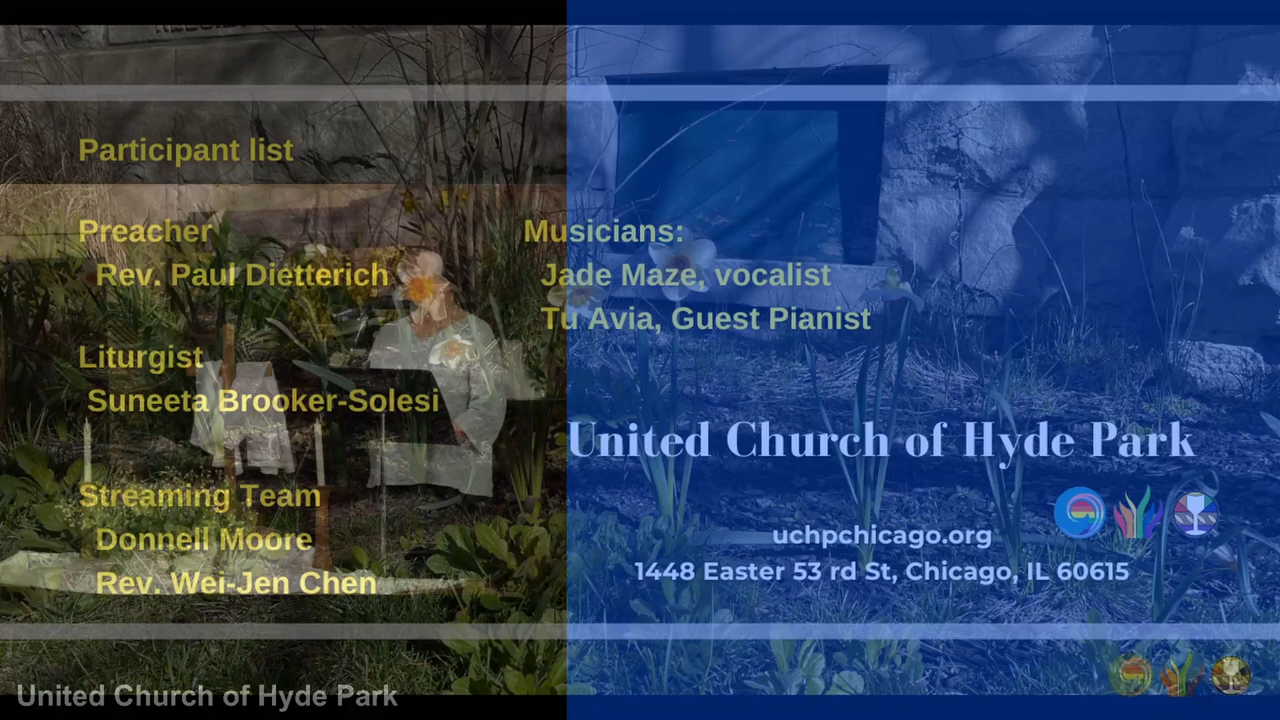 Participant list
Preacher
Rev. Paul Dietterich
Liturgist
Suneeta Brooker-Solesi
Streaming Team
Donnell Moore
Rev. Wei-Jen Chen
Musicians:
Jade Maze, vocalist
Tu Avia, Guest Pianist
United Church of Hyde Park
uchpchicago.org
1448 Easter 53 rd St, Chicago, IL 60615
United Church of Hyde Park